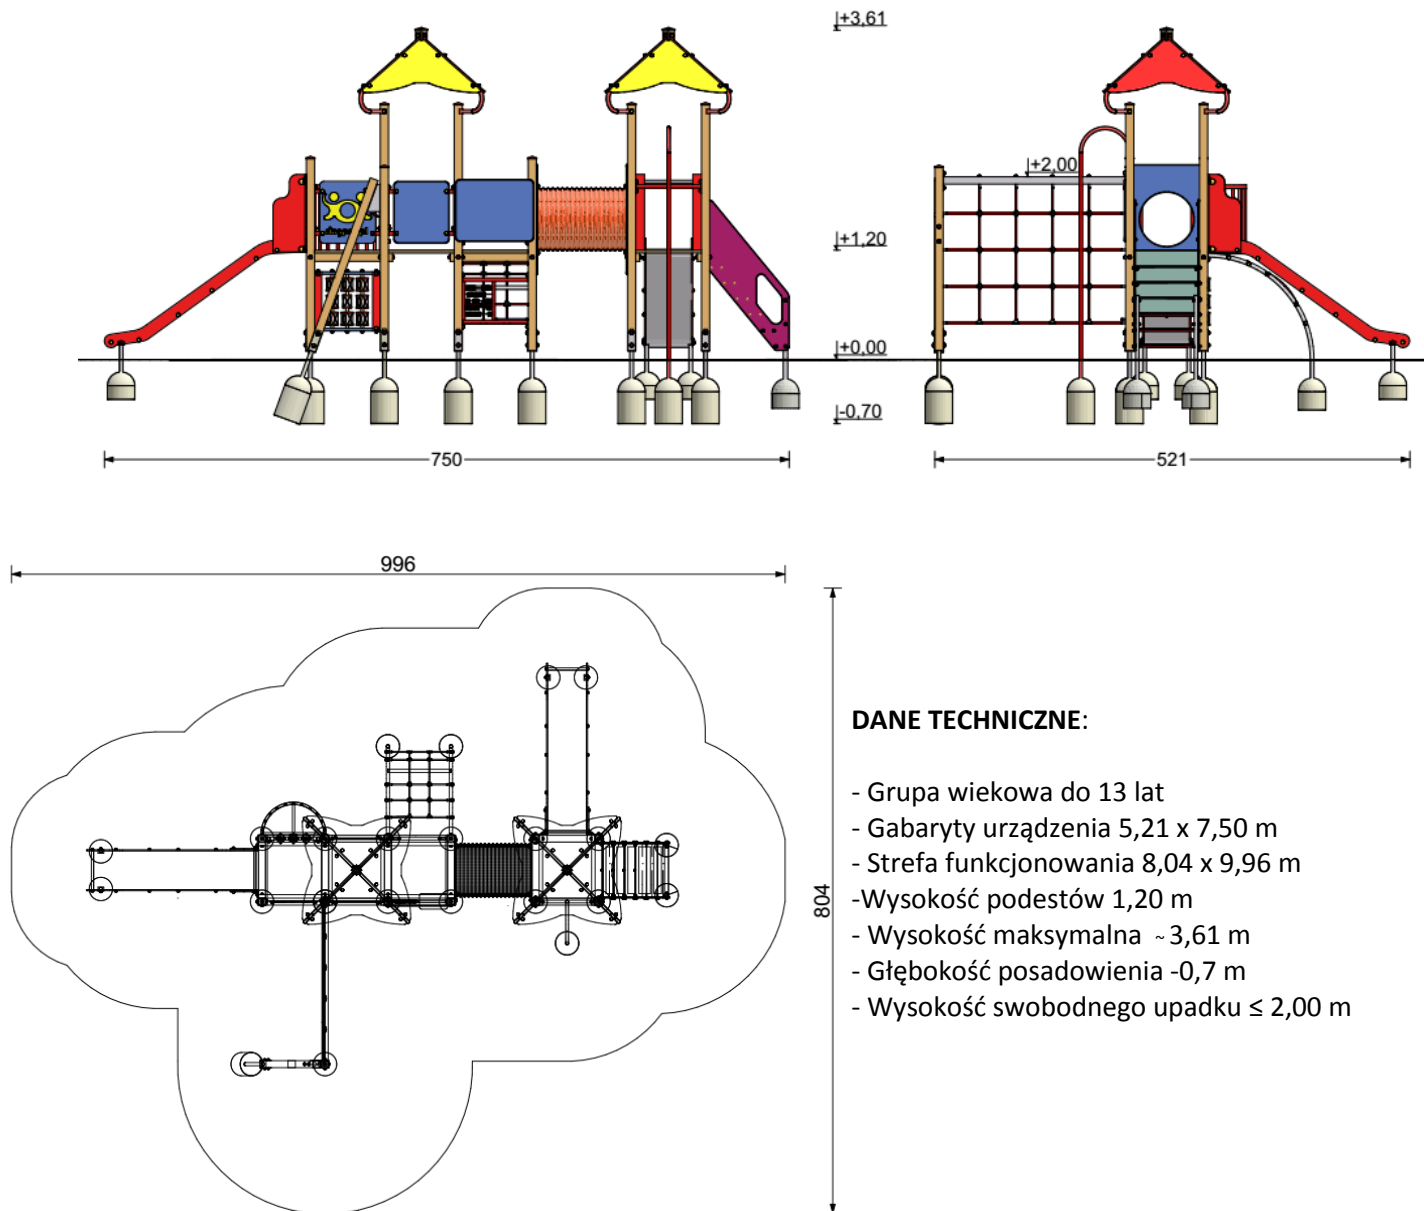 +3,61
+2,00
+1,20
+0,00
-0,70
750
521
996
804
DANE TECHNICZNE:
- Grupa wiekowa do 13 lat
- Gabaryty urządzenia 5,21 x 7,50 m
- Strefa funkcjonowania 8,04 x 9,96 m
-Wysokość podestów 1,20 m
- Wysokość maksymalna ~ 3,61 m
- Głębokość posadowienia -0,7 m
- Wysokość swobodnego upadku ≤ 2,00 m